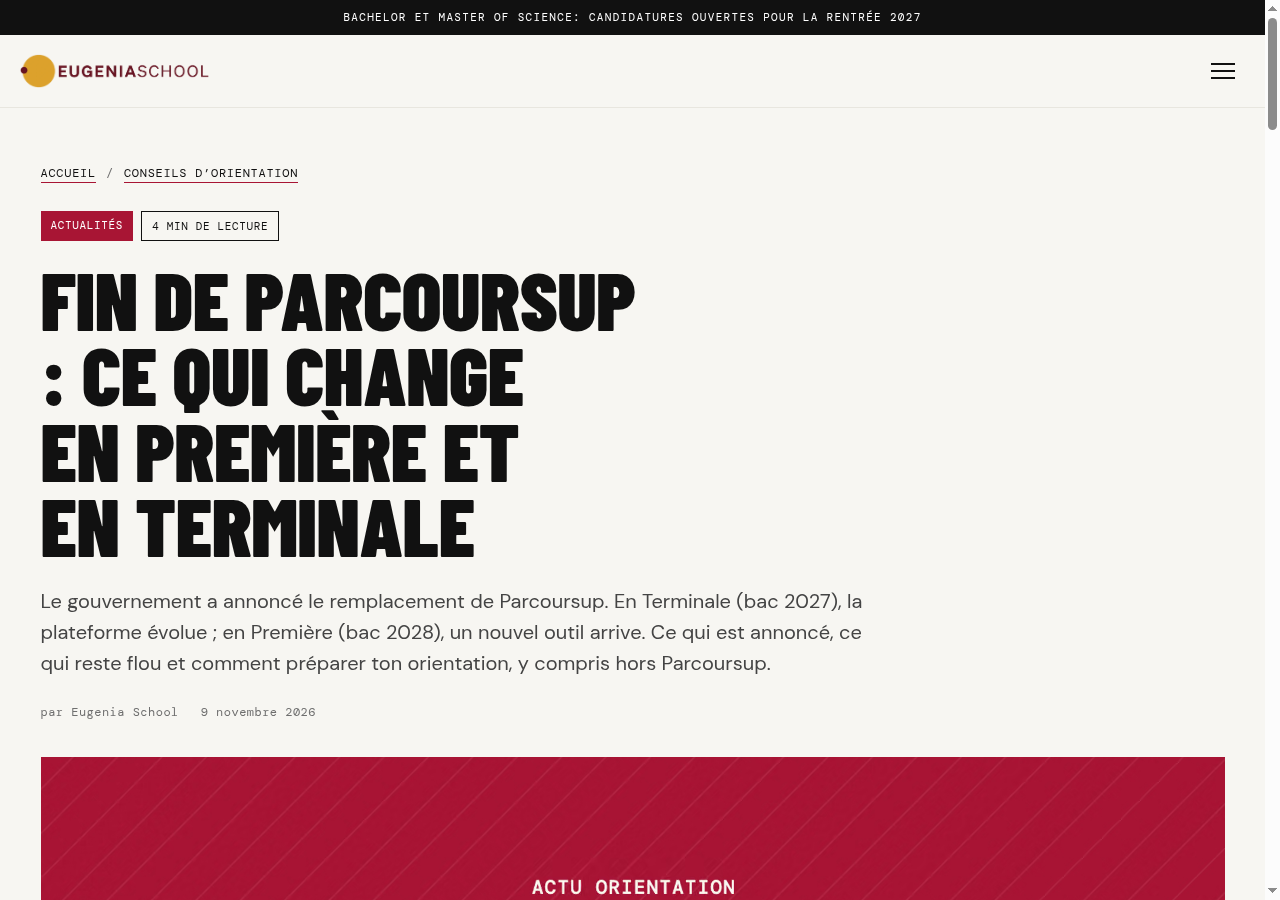 BACHELOR ET MASTER OF SCIENCE: CANDIDATURES OUVERTES POUR LA RENTRÉE 2027
EUGENIASCHOOL
ACCUEIL / CONSEILS D’ORIENTATION
ACTUALITÉS 4 MIN DE LECTURE
FIN DE PARCOURSUP
: CE QUI CHANGE
EN PREMIÈRE ET
EN TERMINALE
Le gouvernement a annoncé le remplacement de Parcoursup. En Terminale (bac 2027), la
plateforme évolue ; en Première (bac 2028), un nouvel outil arrive. Ce qui est annoncé, ce
qui reste flou et comment préparer ton orientation, y compris hors Parcoursup.
par Eugenia School 9 novembre 2026
ACTU ORIENTATION